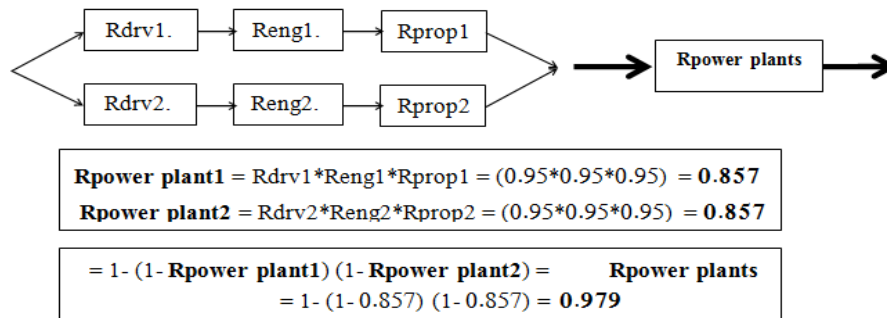 Rdrv1. Reng1. Rprop1
Rpower plants
Rdrv2. Reng2. Rprop2
Rpower plant1 = Rdrv1*Reng1*Rprop1 = (0.95*0.95*0.95) = 0.857
Rpower plant2 = Rdrv2*Reng2*Rprop2 = (0.95*0.95*0.95) = 0.857
= 1- (1- Rpower plant1) (1- Rpower plant2) = Rpower plants
= 1- (1- 0.857) (1- 0.857) = 0.979